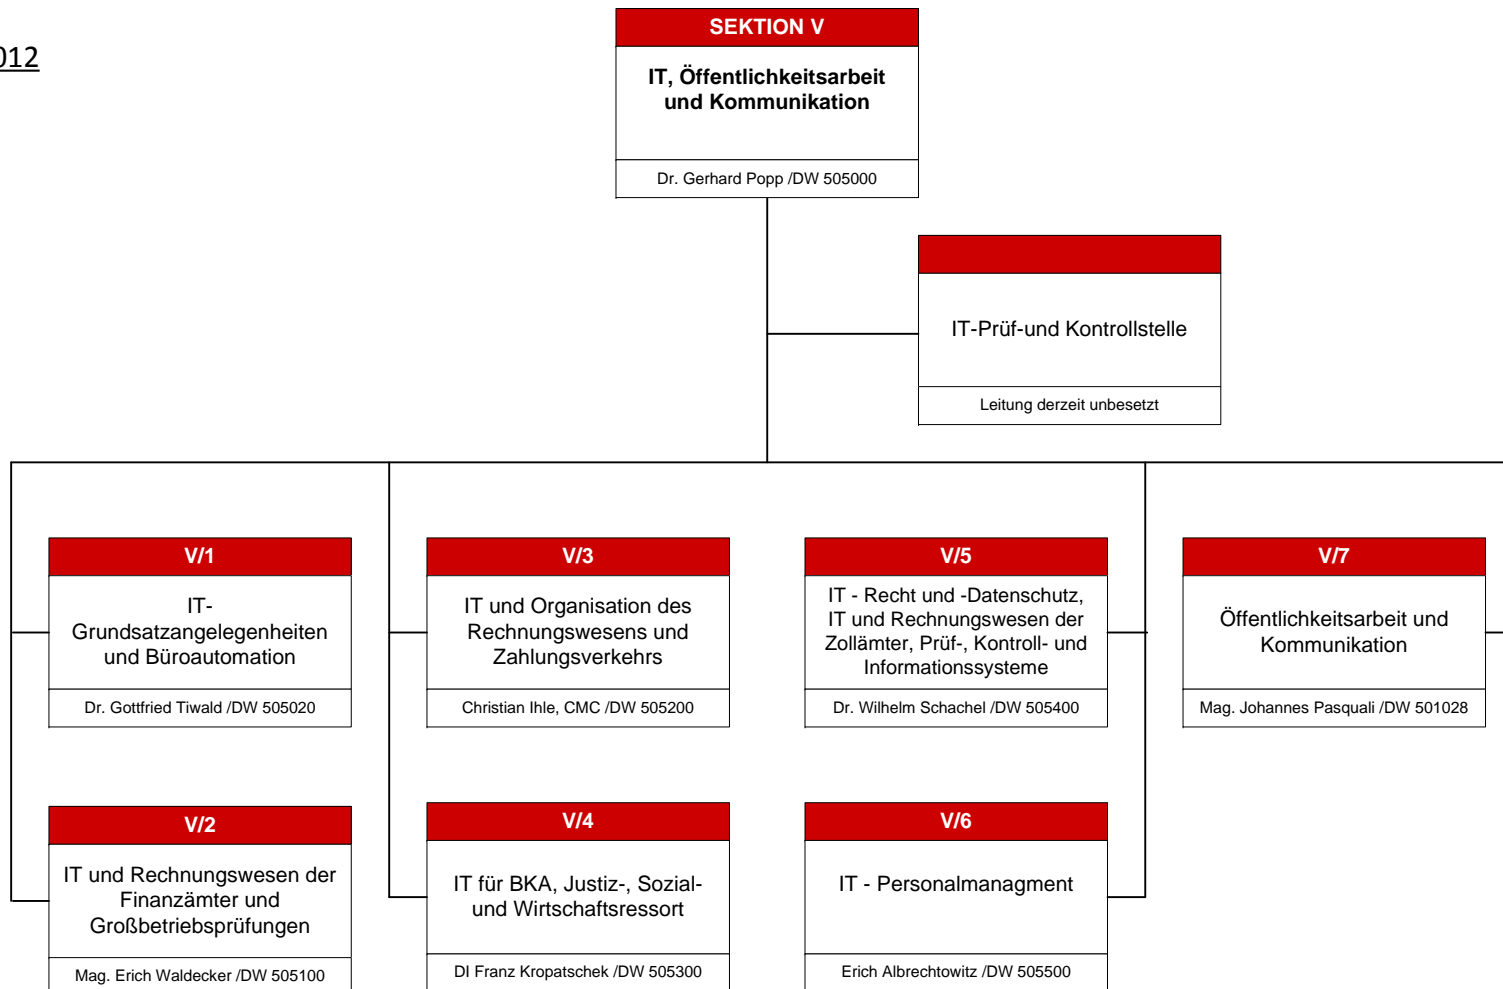 012
SEKTION V
IT, Öffentlichkeitsarbeit
und Kommunikation
Dr. Gerhard Popp /DW 505000
IT-Prüf-und Kontrollstelle
Leitung derzeit unbesetzt
V/1
IT-
Grundsatzangelegenheiten
und Büroautomation
Dr. Gottfried Tiwald /DW 505020
V/3
IT und Organisation des
Rechnungswesens und
Zahlungsverkehrs
Christian Ihle, CMC /DW 505200
V/5
IT - Recht und -Datenschutz,
IT und Rechnungswesen der
Zollämter, Prüf-, Kontroll- und
Informationssysteme
Dr. Wilhelm Schachel /DW 505400
V/7
Öffentlichkeitsarbeit und
Kommunikation
Mag. Johannes Pasquali /DW 501028
V/2
IT und Rechnungswesen der
Finanzämter und
Großbetriebsprüfungen
Mag. Erich Waldecker /DW 505100
V/4
IT für BKA, Justiz-, Sozial-
und Wirtschaftsressort
DI Franz Kropatschek /DW 505300
V/6
IT - Personalmanagment
Erich Albrechtowitz /DW 505500